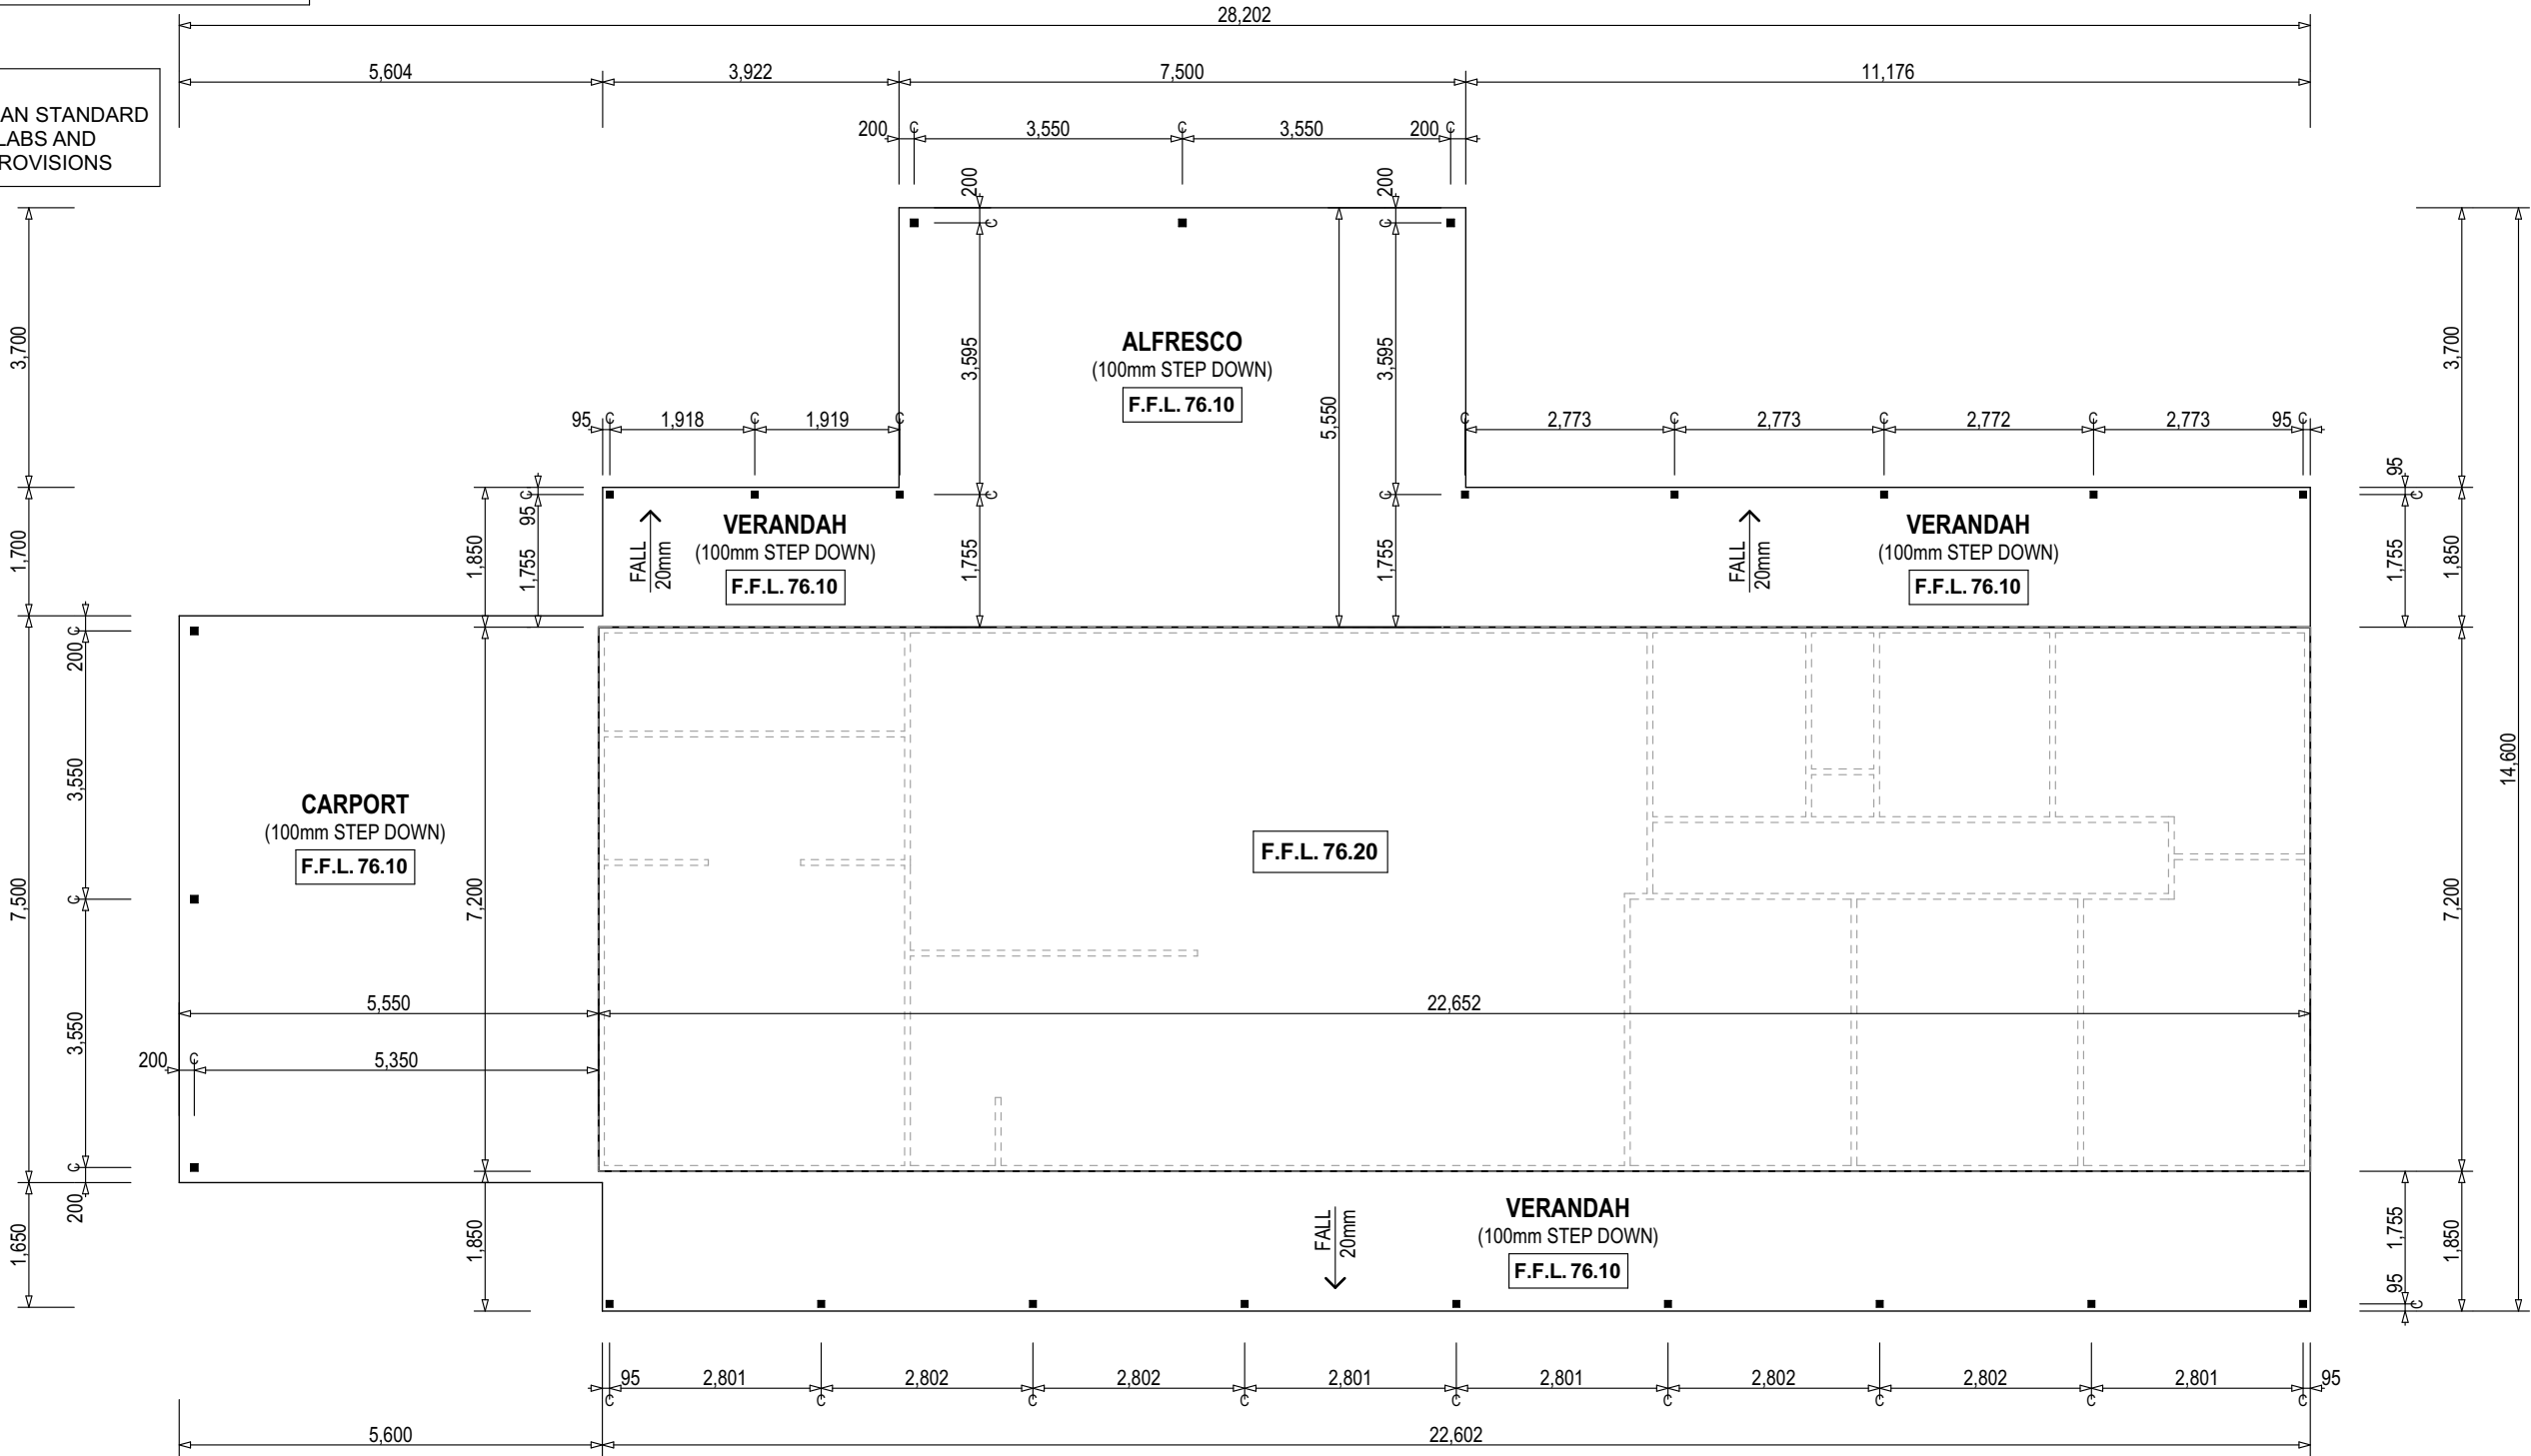 28,202
5,604
3,922
7,500
11,176
AN STANDARD
LABS AND
ROVISIONS
200
3,550
3,550
200
200
200
3,700
3,595
ALFRESCO
(100mm STEP DOWN)
F.F.L. 76.10
5,550
3,595
3,700
95
1,918
1,919
2,773
2,773
2,772
2,773
95
1,700
1,850
95
1,755
FALL
20mm
VERANDAH
(100mm STEP DOWN)
F.F.L. 76.10
1,755
1,755
FALL
20mm
VERANDAH
(100mm STEP DOWN)
F.F.L. 76.10
95
1,755
1,850
200
3,550
7,500
3,550
200
CARPORT
(100mm STEP DOWN)
F.F.L. 76.10
7,200
F.F.L. 76.20
7,200
14,600
5,550
22,652
200
5,350
1,650
1,850
FALL
20mm
VERANDAH
(100mm STEP DOWN)
F.F.L. 76.10
1,755
95
1,850
95
2,801
2,802
2,802
2,801
2,801
2,802
2,802
2,801
95
5,600
22,602